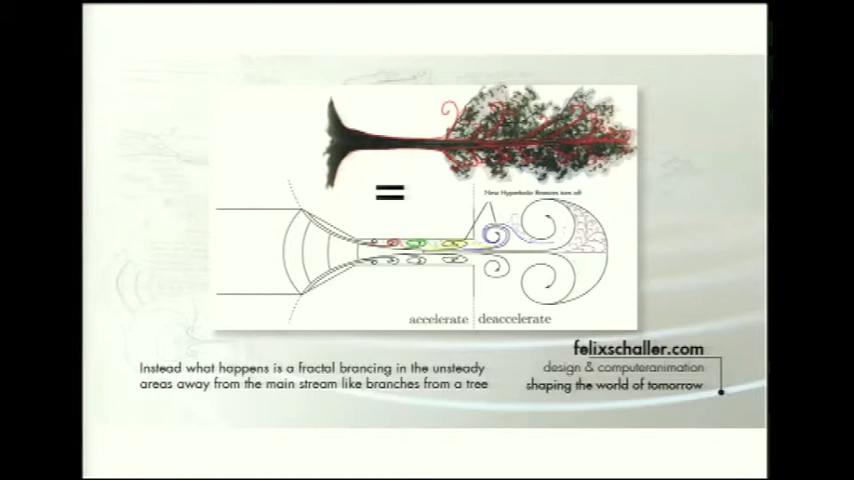 New Hyperbolic Branches turn off
accelerate
deaccelerate
felixschaller.com
Instead what happens is a fractal brancing in the unsteady
design & computeranimation
areas away from the main stream like branches from a tree
shaping the world of tomorrow